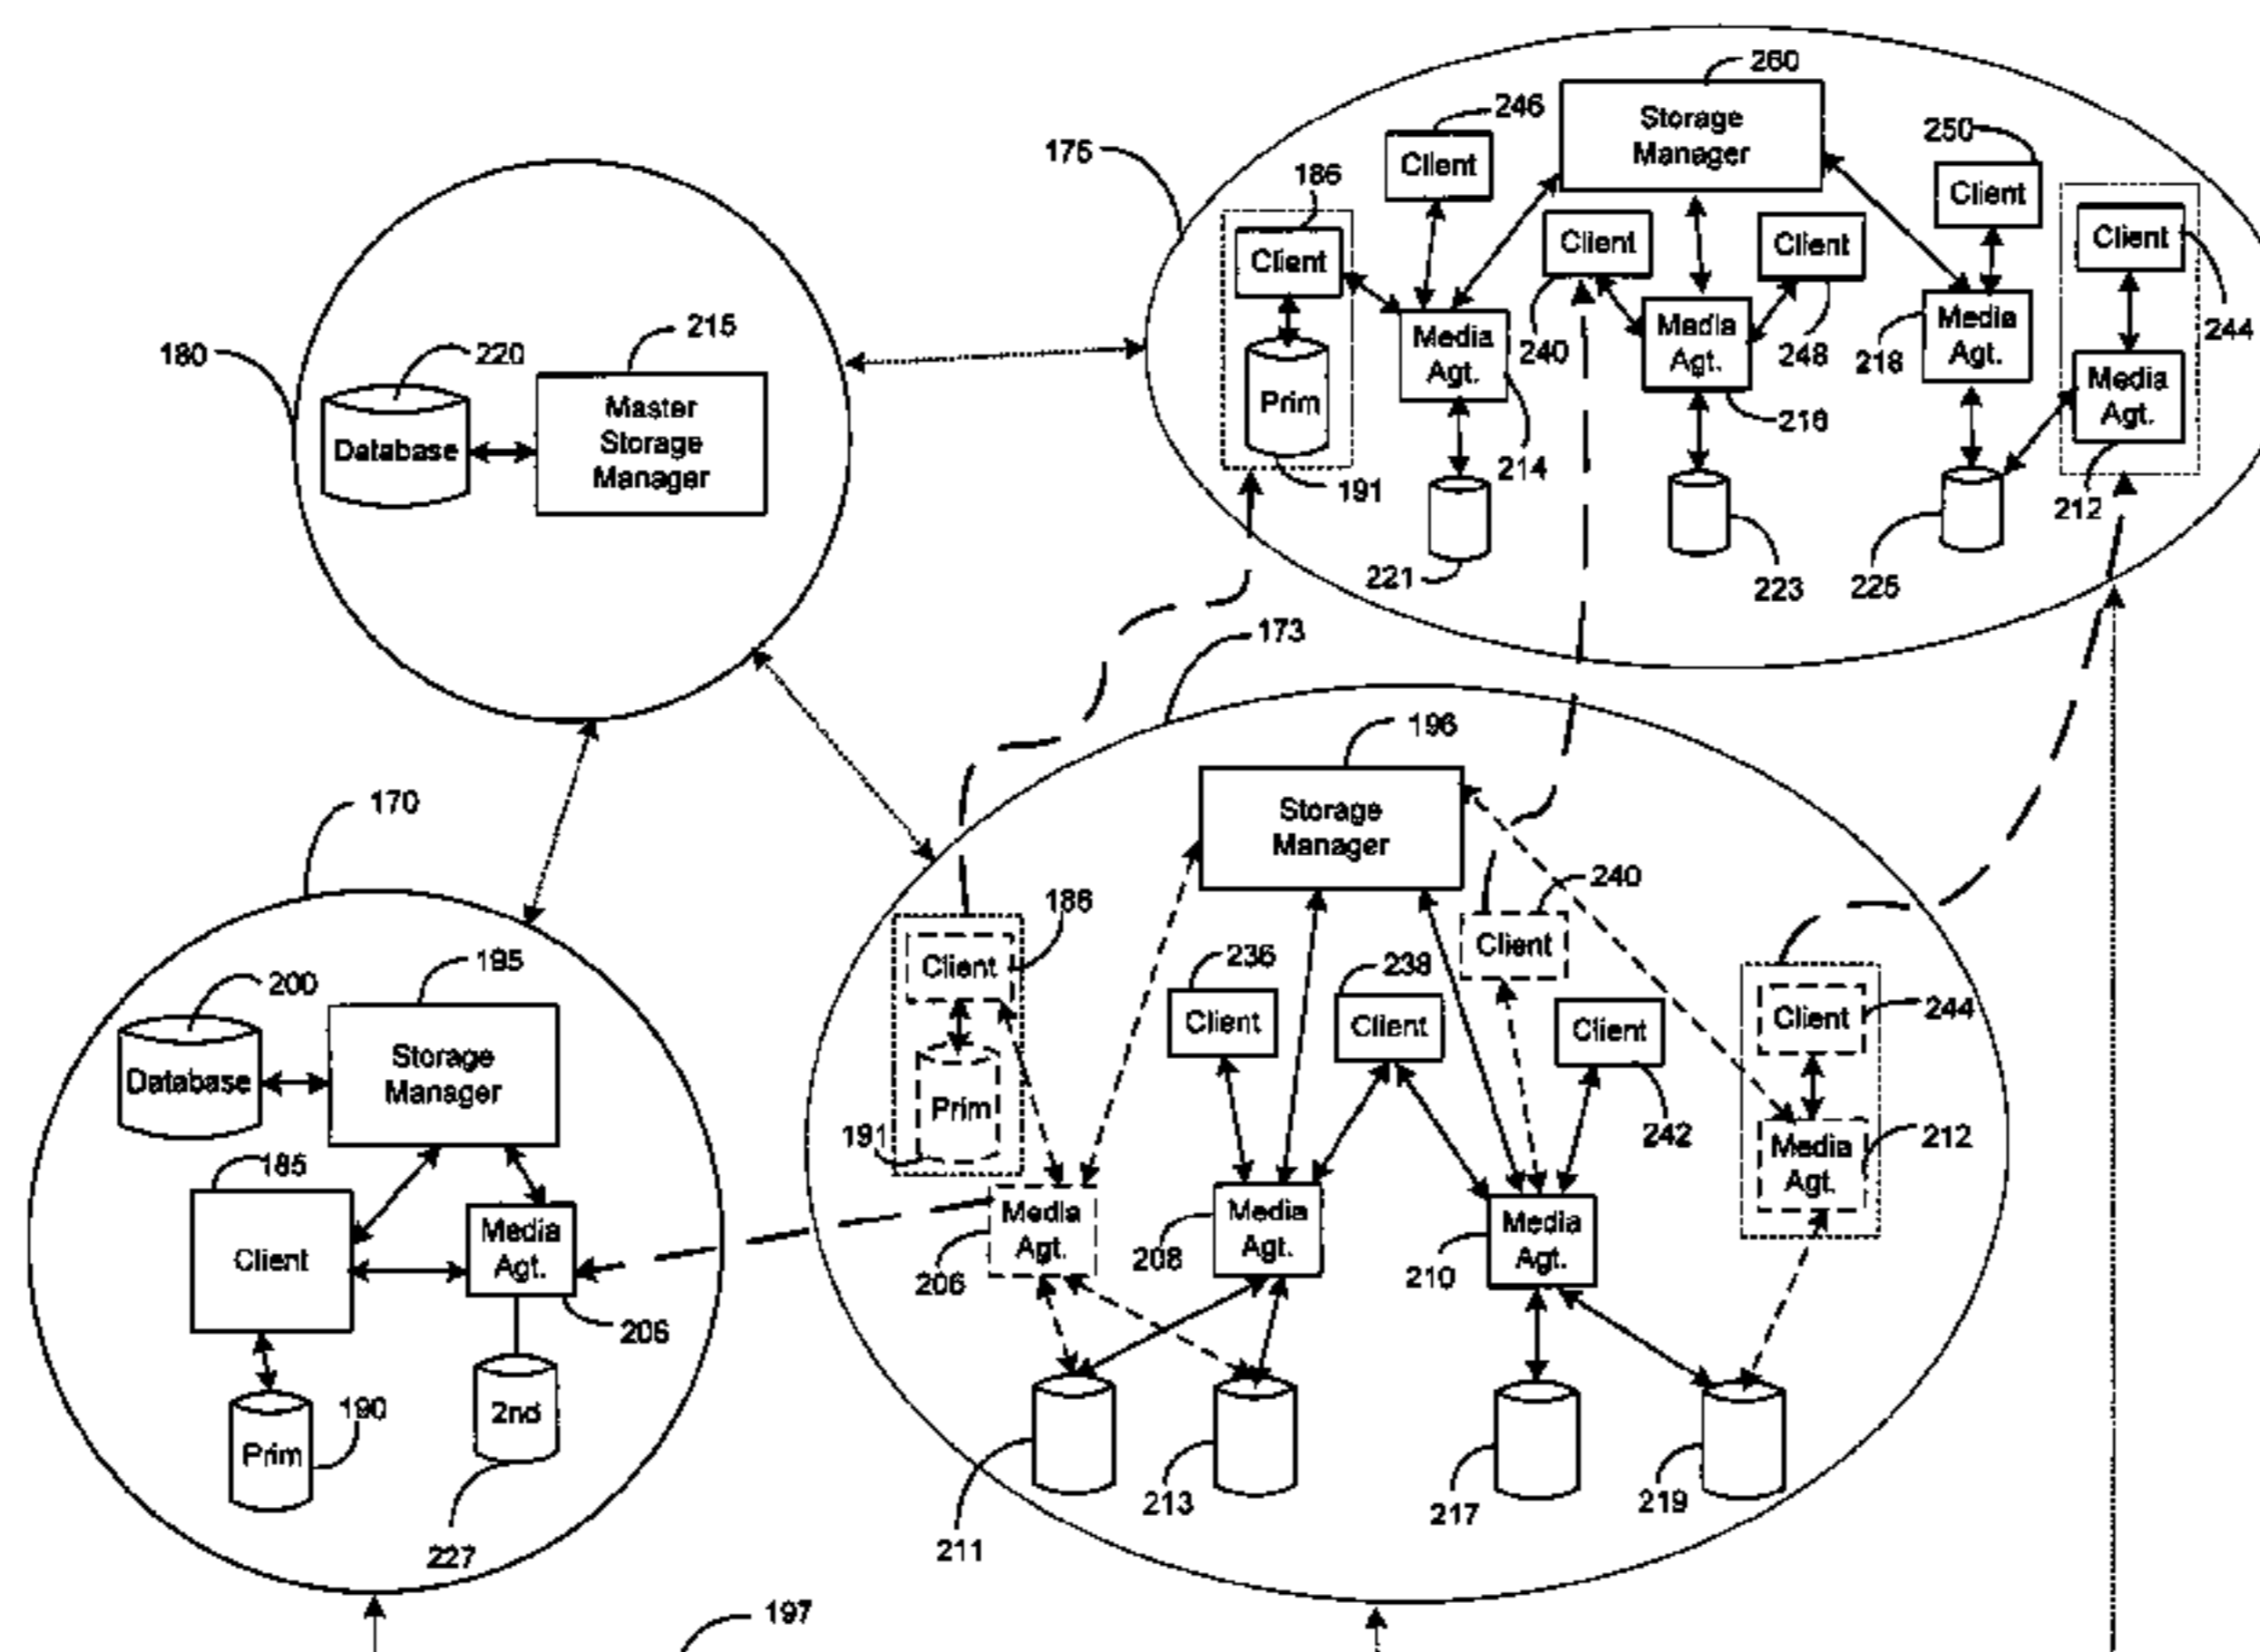 260
Storage
Manager
246
Client
250
Client
175
186
Client
Client
Client
Client
244
240
248
Media
Agt.
Media
Agt.
218
Media
Agt.
Media
Agt.
Prim
191
214
216
212
221
223
225
180
220
215
Database
Master
Storage
Manager
173
196
Storage
Manager
170
200
195
Database
Storage
Manager
185
Client
Media
Agt.
206
190
Prim
2nd
227
186
Client
Prim
191
236
Client
238
Client
240
Client
Client
242
Client
244
Media
Agt.
212
Media
Agt.
206
Media
Agt.
208
Media
Agt.
210
211
213
217
219
197